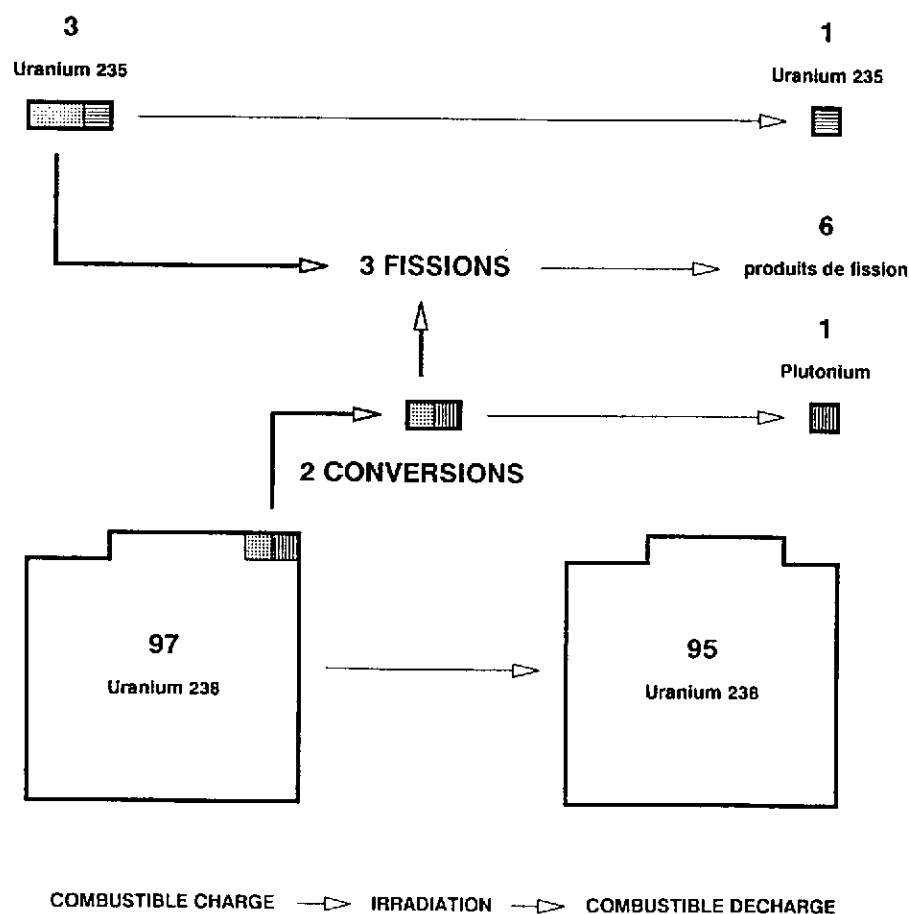 3
Uranium 235
1
Uranium 235
3 FISSIONS
6
produits de fission
1
Plutonium
2 CONVERSIONS
97
Uranium 238
95
Uranium 238
COMBUSTIBLE CHARGE IRRADIATION COMBUSTIBLE DECHARGE